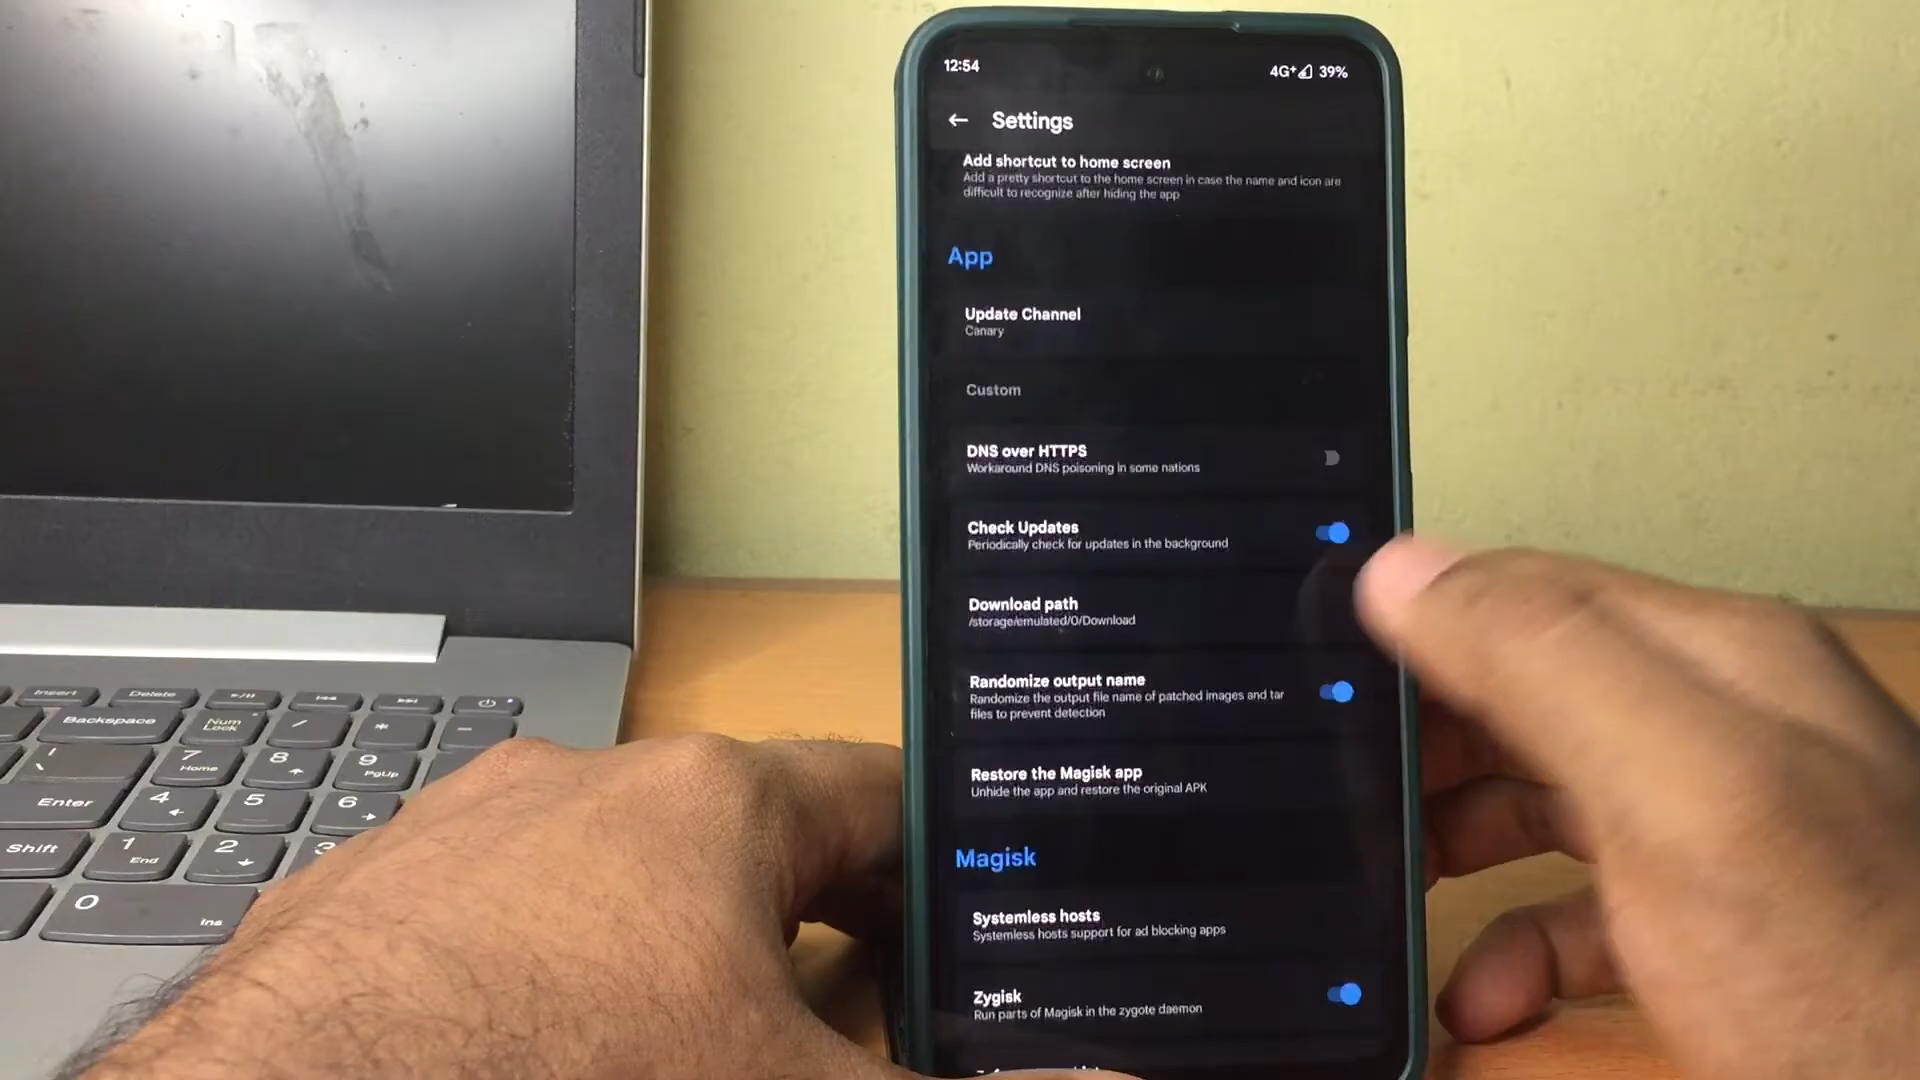 12:54
4G+ 39%
Settings
Add shortcut to home screen
Add a pretty shortcut to the home screen in case the name and icon are
difficult to recognize after hiding the app
App
Update Channel
Canary
Custom
DNS over HTTPS
Workaround DNS poisoning in some nations
Check Updates
Periodically check for updates in the background
Download path
/storage/emulated/0/Download
Randomize output name
Randomize the output file name of patched images and tar
files to prevent detection
Restore the Magisk app
Unhide the app and restore the original APK
Magisk
Systemless hosts
Systemless hosts support for ad blocking apps
Zygisk
Run parts of Magisk in the zygote daemon
Insert
Delete
Backspace
Num
Lock
/
*
-
7
Home
8
9
PgUp
Enter
4
5
6
Shift
1
End
2
3
0
Ins